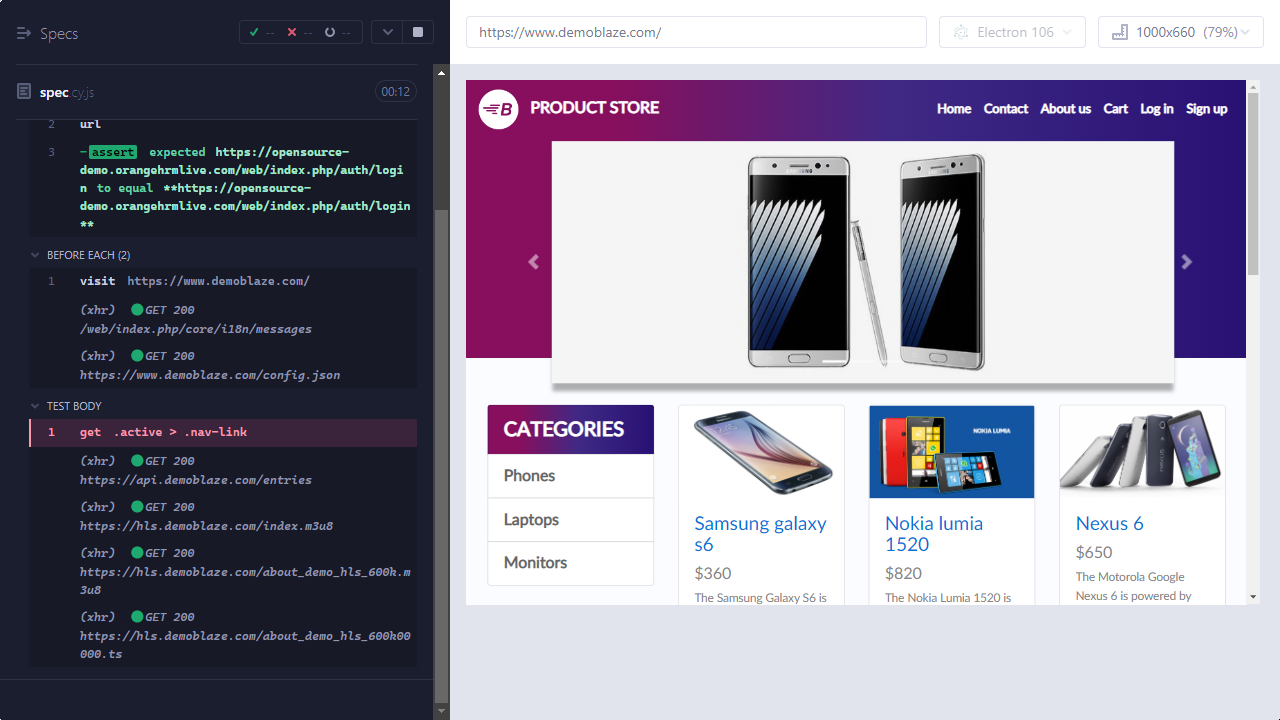 Specs
--
--
--
spec.cy.js
00:12
2 url
3 -assert expected https://opensource-
demo.orangehrmlive.com/web/index.php/auth/logi
n to equal **https://opensource-
demo.orangehrmlive.com/web/index.php/auth/login
**
BEFORE EACH (2)
1 visit https://www.demoblaze.com/
(xhr) GET 200
/web/index.php/core/i18n/messages
(xhr) GET 200
https://www.demoblaze.com/config.json
TEST BODY
1 get .active > .nav-link
(xhr) GET 200
https://api.demoblaze.com/entries
(xhr) GET 200
https://hls.demoblaze.com/index.m3u8
(xhr) GET 200
https://hls.demoblaze.com/about_demo_hls_600k.m
3u8
(xhr) GET 200
https://hls.demoblaze.com/about_demo_hls_600k00
000.ts
https://www.demoblaze.com/
Electron 106
1000x660 (79%)
B
PRODUCT STORE
Home Contact About us Cart Log in Sign up
SAMSUNG
SAMSUNG
CATEGORIES
Phones
Laptops
Monitors
Samsung galaxy
s6
$360
The Samsung Galaxy S6 is
NOKIA LUMIA
Nokia lumia
1520
$820
The Nokia Lumia 1520 is
Nexus 6
$650
The Motorola Google
Nexus 6 is powered by